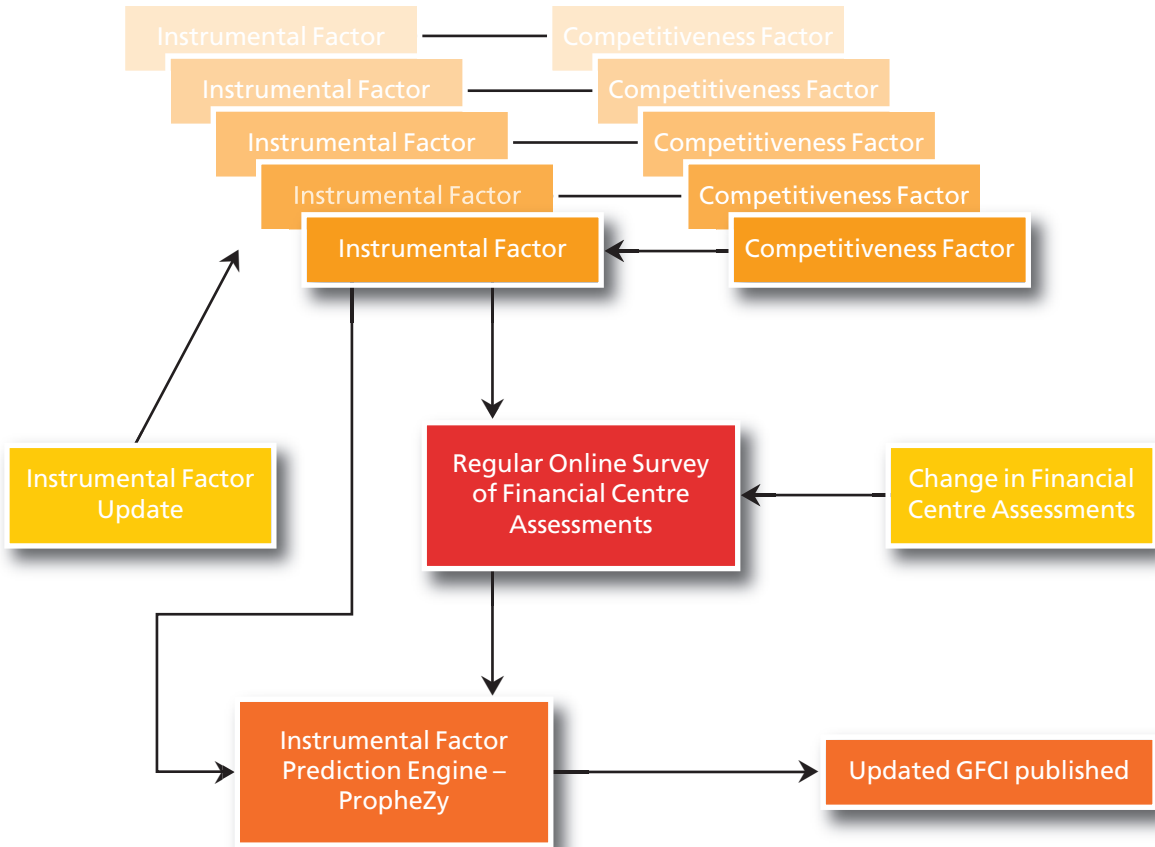 Instrumental Factor
Competitiveness Factor
Instrumental Factor
Competitiveness Factor
Instrumental Factor
Competitiveness Factor
Instrumental Factor
Competitiveness Factor
Instrumental Factor
Competitiveness Factor
Instrumental Factor
Update
Regular Online Survey
of Financial Centre
Assessments
Change in Financial
Centre Assessments
Instrumental Factor
Prediction Engine –
PropheZy
Updated GFCI published